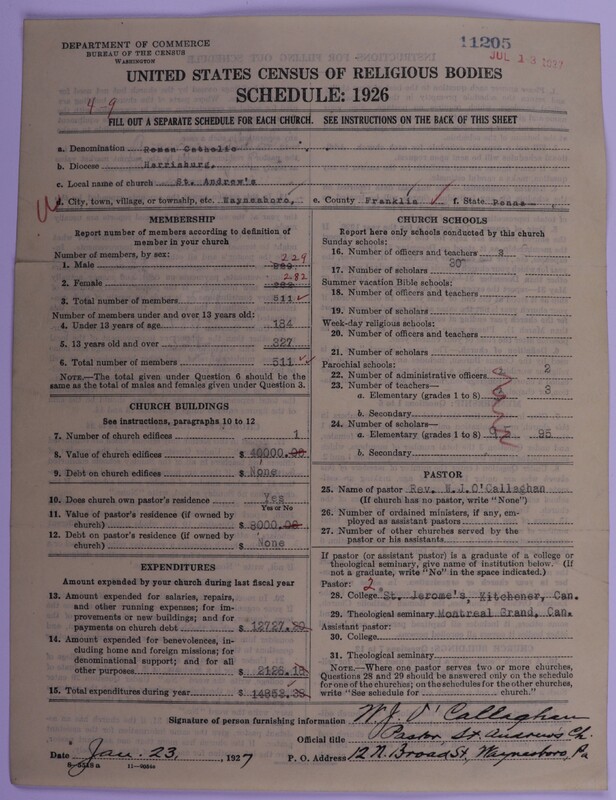 DEPARTMENT OF COMMERCE
BUREAU OF THE CENSUS
WASHINGTON
11205
JUL 13 1927
UNITED STATES CENSUS OF RELIGIOUS BODIES
SCHEDULE: 1926
4-9
FILL OUT A SEPARATE SCHEDULE FOR EACH CHURCH. SEE INSTRUCTIONS ON THE BACK OF THIS SHEET
a. Denomination Roman Catholic
b. Diocese Harrisburg,
c. Local name of church St. Andrew's
d. City, town, village, or township, etc. Waynesboro, e. County Franklin f. State Penna
MEMBERSHIP
Report number of members according to definition of
member in your church
Number of members, by sex:
1. Male 229
2. Female 282
3. Total number of members 511
Number of members under and over 13 years old:
4. Under 13 years of age 184
5. 13 years old and over 327
6. Total number of members 511
NOTE.—The total given under Question 6 should be the
same as the total of males and females given under Question 3.
CHURCH BUILDINGS
See instructions, paragraphs 10 to 12
7. Number of church edifices 1
8. Value of church edifices $ 40000.00
9. Debt on church edifices $ None
10. Does church own pastor's residence Yes
Yes or No
11. Value of pastor's residence (if owned by
church) $ 8000.00
12. Debt on pastor's residence (if owned by
church) $ None
EXPENDITURES
Amount expended by your church during last fiscal year
13. Amount expended for salaries, repairs,
and other running expenses; for im-
provements or new buildings; and for
payments on church debt $ 12727.20
14. Amount expended for benevolences, in-
cluding home and foreign missions; for
denominational support; and for all
other purposes $ 2126.18
15. Total expenditures during year $ 14853.38
CHURCH SCHOOLS
Report here only schools conducted by this church
Sunday schools:
16. Number of officers and teachers 3
17. Number of scholars 80
Summer vacation Bible schools:
18. Number of officers and teachers
19. Number of scholars
Week-day religious schools:
20. Number of officers and teachers
21. Number of scholars
Parochial schools:
22. Number of administrative officers 2
23. Number of teachers—
a. Elementary (grades 1 to 8) 3
b. Secondary
24. Number of scholars—
a. Elementary (grades 1 to 8) 95 95
b. Secondary
PASTOR
25. Name of pastor Rev. W.J.O'Callaghan
(If church has no pastor, write "None")
26. Number of ordained ministers, if any, em-
ployed as assistant pastors
27. Number of other churches served by the
pastor or his assistants
If pastor (or assistant pastor) is a graduate of a college or
theological seminary, give name of institution below. (If
not a graduate, write "No" in the space indicated.)
Pastor: 2
28. College St. Jerome's, Kitchener, Can.
29. Theological seminary Montreal Grand, Can.
Assistant pastor:
30. College
31. Theological seminary
NOTE.—Where one pastor serves two or more churches,
Questions 28 and 29 should be answered only on the schedule
for one of the churches; on the schedules for the other churches,
write "See schedule for church."
Signature of person furnishing information W. J. O'Callaghan
Official title Pastor St. Andrews Ch.
Date Jan. 23, 1927 P. O. Address 12 N. Broad St, Waynesboro, Pa